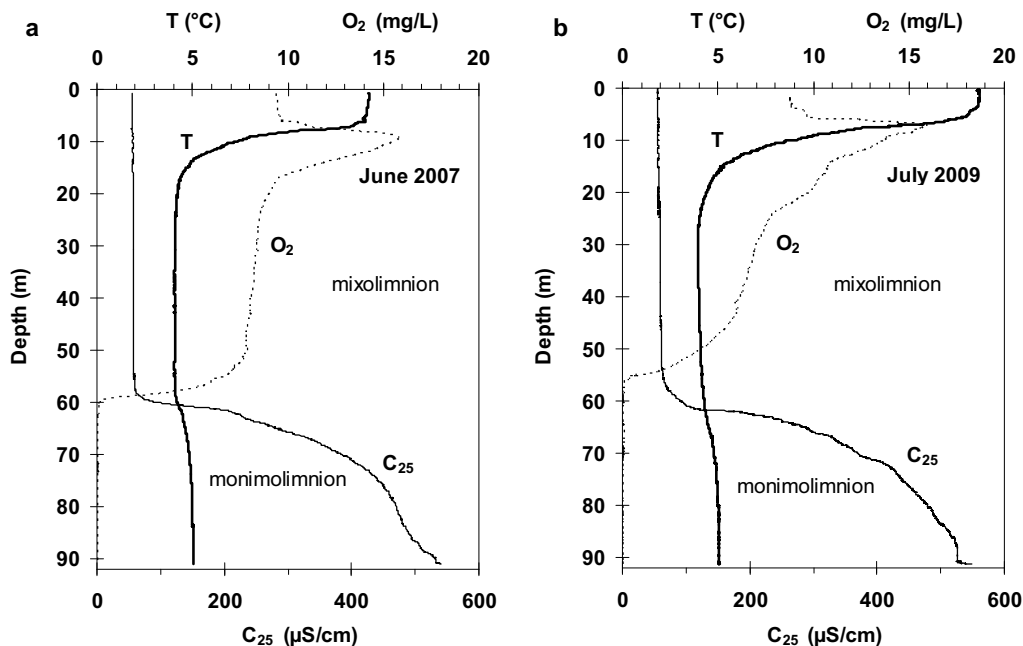 a
T (°C) O₂ (mg/L)
0 5 10 15 20
Depth (m)
0
10
20
30
40
50
60
70
80
90
T
June 2007
O₂
mixolimnion
C₂₅
monimolimnion
0 200 400 600
C₂₅ (µS/cm)
b
T (°C) O₂ (mg/L)
0 5 10 15 20
Depth (m)
0
10
20
30
40
50
60
70
80
90
T
July 2009
O₂
mixolimnion
C₂₅
monimolimnion
0 200 400 600
C₂₅ (µS/cm)